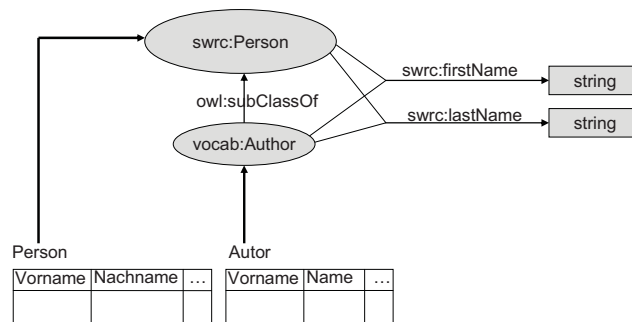 swrc:Person
swrc:firstName
string
owl:subClassOf
swrc:lastName
string
vocab:Author
Person
Autor
Vorname Nachname ...
Vorname Name ...